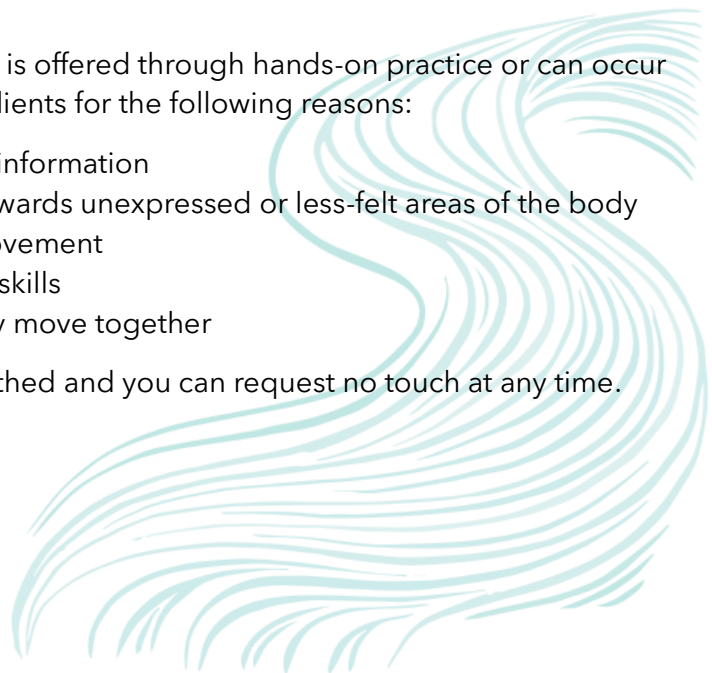 is offered through hands-on practice or can occur
lients for the following reasons:
information
wards unexpressed or less-felt areas of the body
ovement
skills
y move together
thed and you can request no touch at any time.